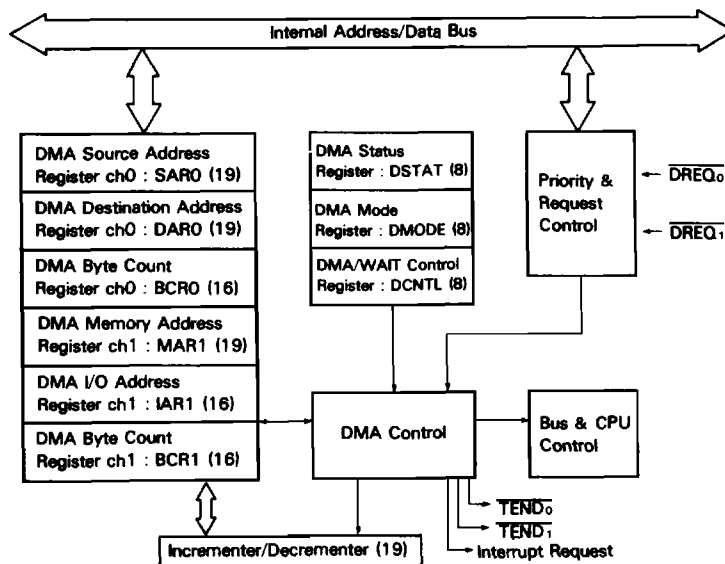 Internal Address/Data Bus
DMA Source Address
Register ch0 : SAR0 (19)
DMA Destination Address
Register ch0 : DAR0 (19)
DMA Byte Count
Register ch0 : BCR0 (16)
DMA Memory Address
Register ch1 : MAR1 (19)
DMA I/O Address
Register ch1 : IAR1 (16)
DMA Byte Count
Register ch1 : BCR1 (16)
DMA Status
Register : DSTAT (8)
DMA Mode
Register : DMODE (8)
DMA/WAIT Control
Register : DCNTL (8)
Priority &
Request
Control
DREQ₀
DREQ₁
DMA Control
Bus & CPU
Control
TEND₀
TEND₁
Interrupt Request
Incrementer/Decrementer (19)